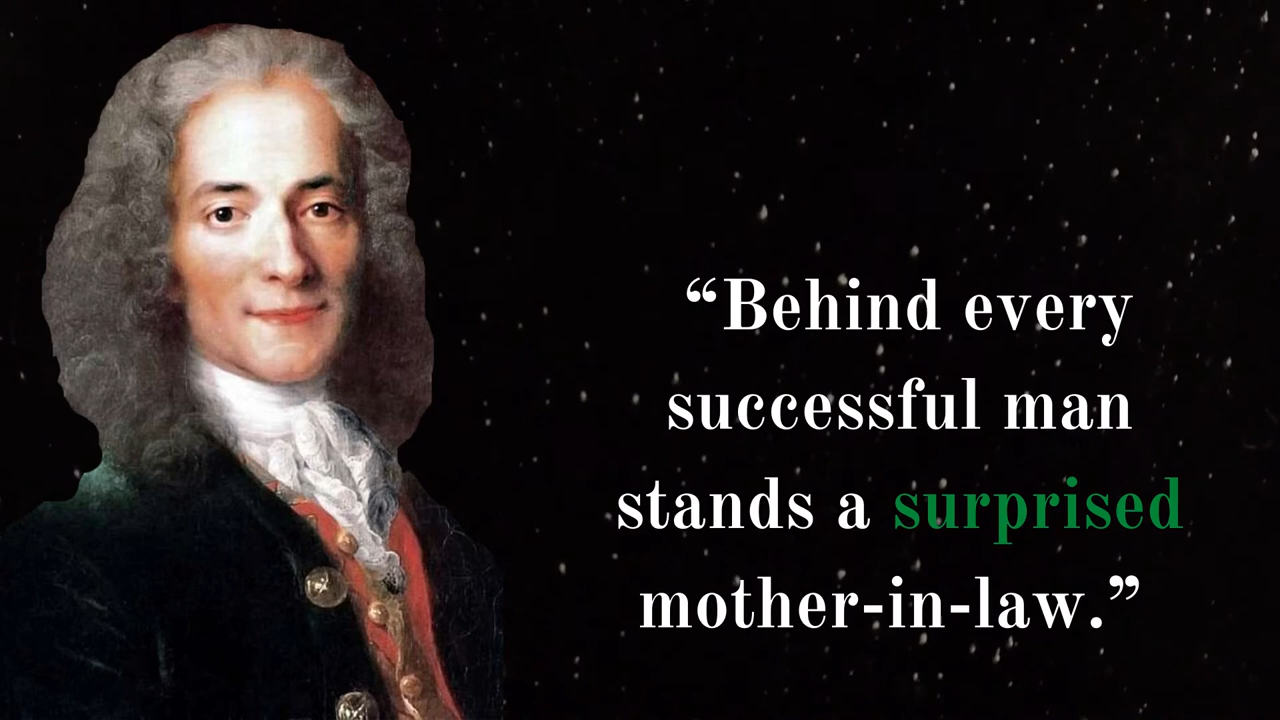 “Behind every
successful man
stands a surprised
mother-in-law.”